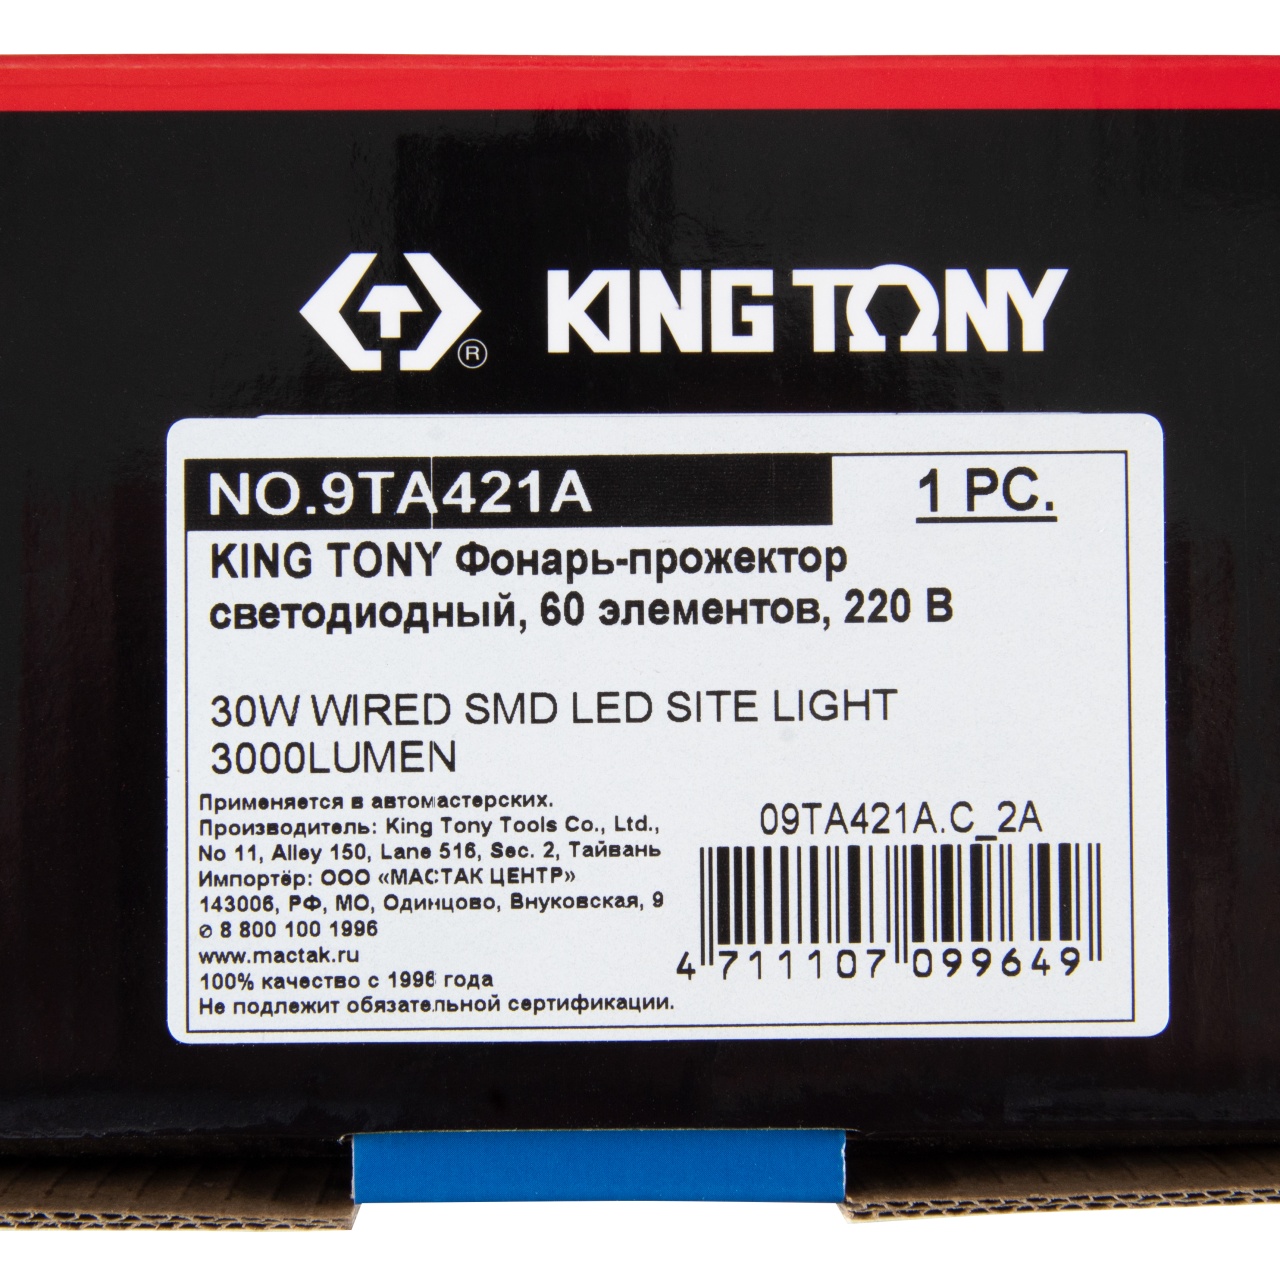 KING TONY
®
NO.9TA421A
1 PC.
KING TONY Фонарь-прожектор
светодиодный, 60 элементов, 220 В
30W WIRED SMD LED SITE LIGHT
3000LUMEN
Применяется в автомастерских.
Производитель: King Tony Tools Co., Ltd.,
No 11, Alley 150, Lane 516, Sec. 2, Тайвань
Импортёр: ООО «МАСТАК ЦЕНТР»
143006, РФ, МО, Одинцово, Внуковская, 9
✆ 8 800 100 1996
www.mactak.ru
100% качество с 1996 года
Не подлежит обязательной сертификации.
09TA421A.C_2A
4 711107 099649